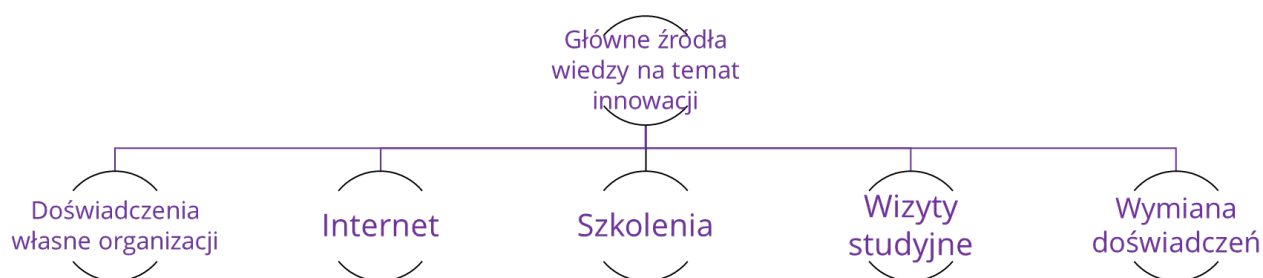 Główne źródła
wiedzy na temat
innowacji
Doświadczenia
własne organizacji
Internet
Szkolenia
Wizyty
studyjne
Wymiana
doświadczeń